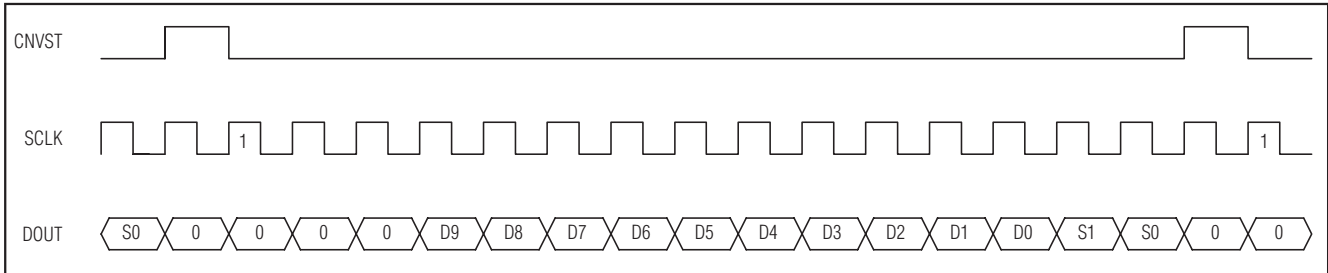 CNVST
SCLK 1 1
DOUT S0 0 0 0 0 D9 D8 D7 D6 D5 D4 D3 D2 D1 D0 S1 S0 0 0